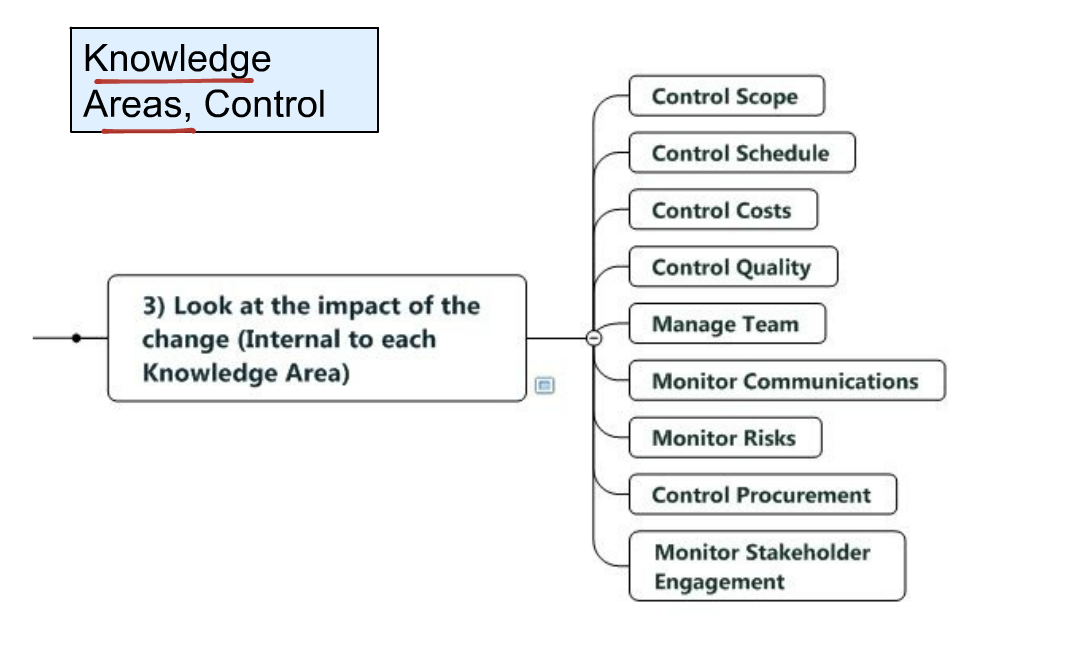 Knowledge
Areas, Control
3) Look at the impact of the
change (Internal to each
Knowledge Area)
Control Scope
Control Schedule
Control Costs
Control Quality
Manage Team
Monitor Communications
Monitor Risks
Control Procurement
Monitor Stakeholder
Engagement